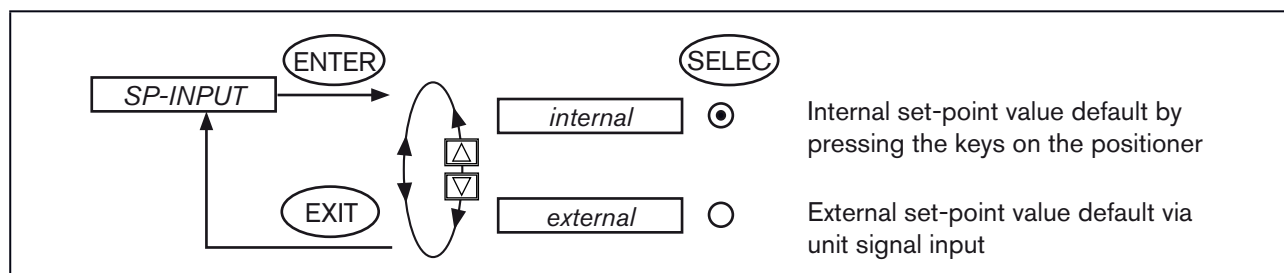 ENTER
SELEC
SP-INPUT
internal
Internal set-point value default by
pressing the keys on the positioner
EXIT
external
External set-point value default via
unit signal input